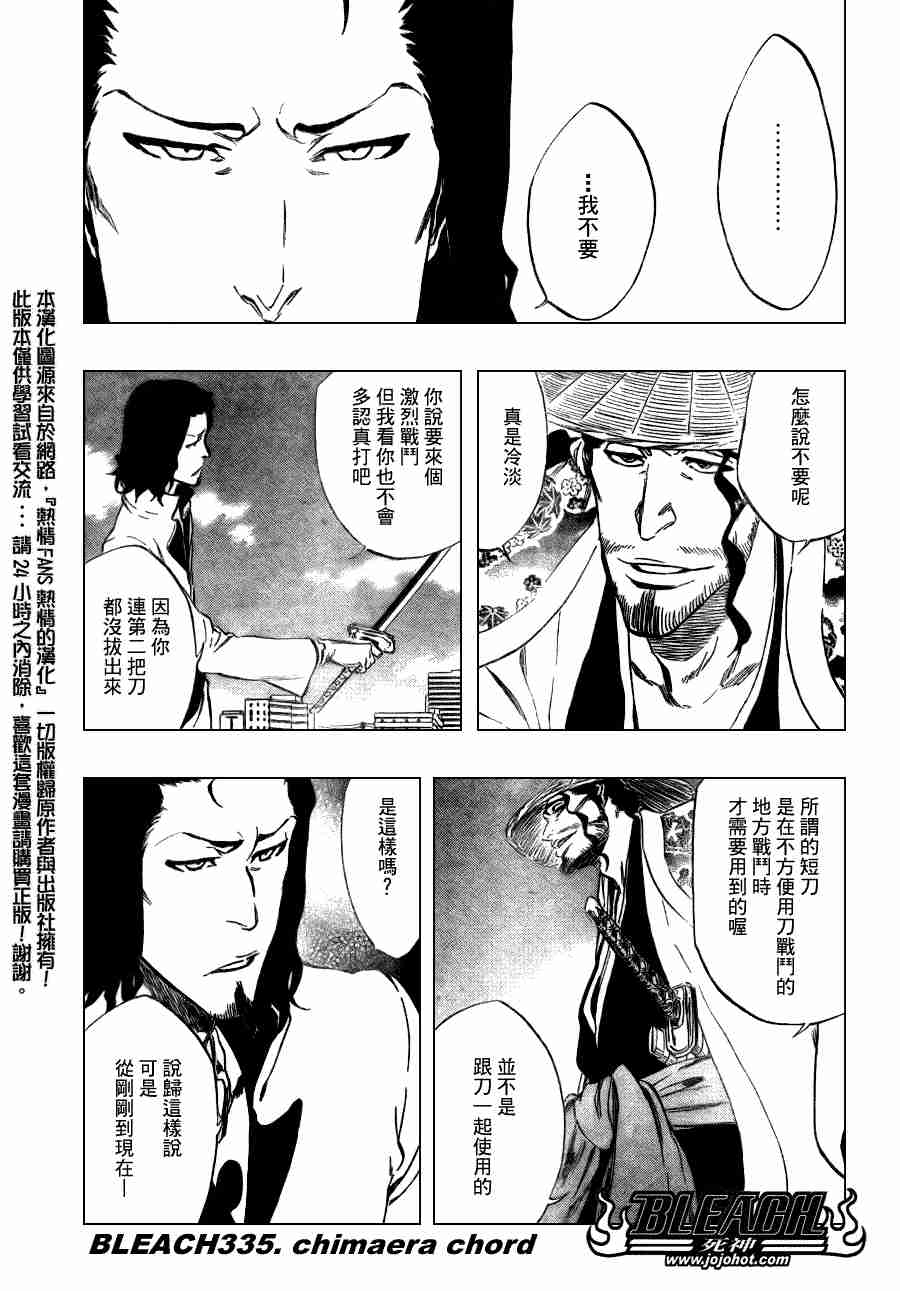 …………
…我不要
怎麼說不要呢
真是冷淡
你說要來個
激烈戰鬥
但我看你也不會
多認真打吧
因為你
連第二把刀
都沒拔出來
所謂的短刀
是在不方便用刀戰鬥的
地方戰鬥時
才需要用到的喔
並不是
跟刀一起使用的
是這樣嗎?
說歸這樣說
可是
從剛剛到現在—
本漢化圖源來自於網路,『熱情FANS熱情的漢化』一切版權歸原作者與出版社擁有!
此版本僅供學習試看交流…請24小時之內消除,喜歡這套漫畫請購買正版!謝謝。
BLEACH335. chimaera chord
BLEACH
死神
www.jojohot.com